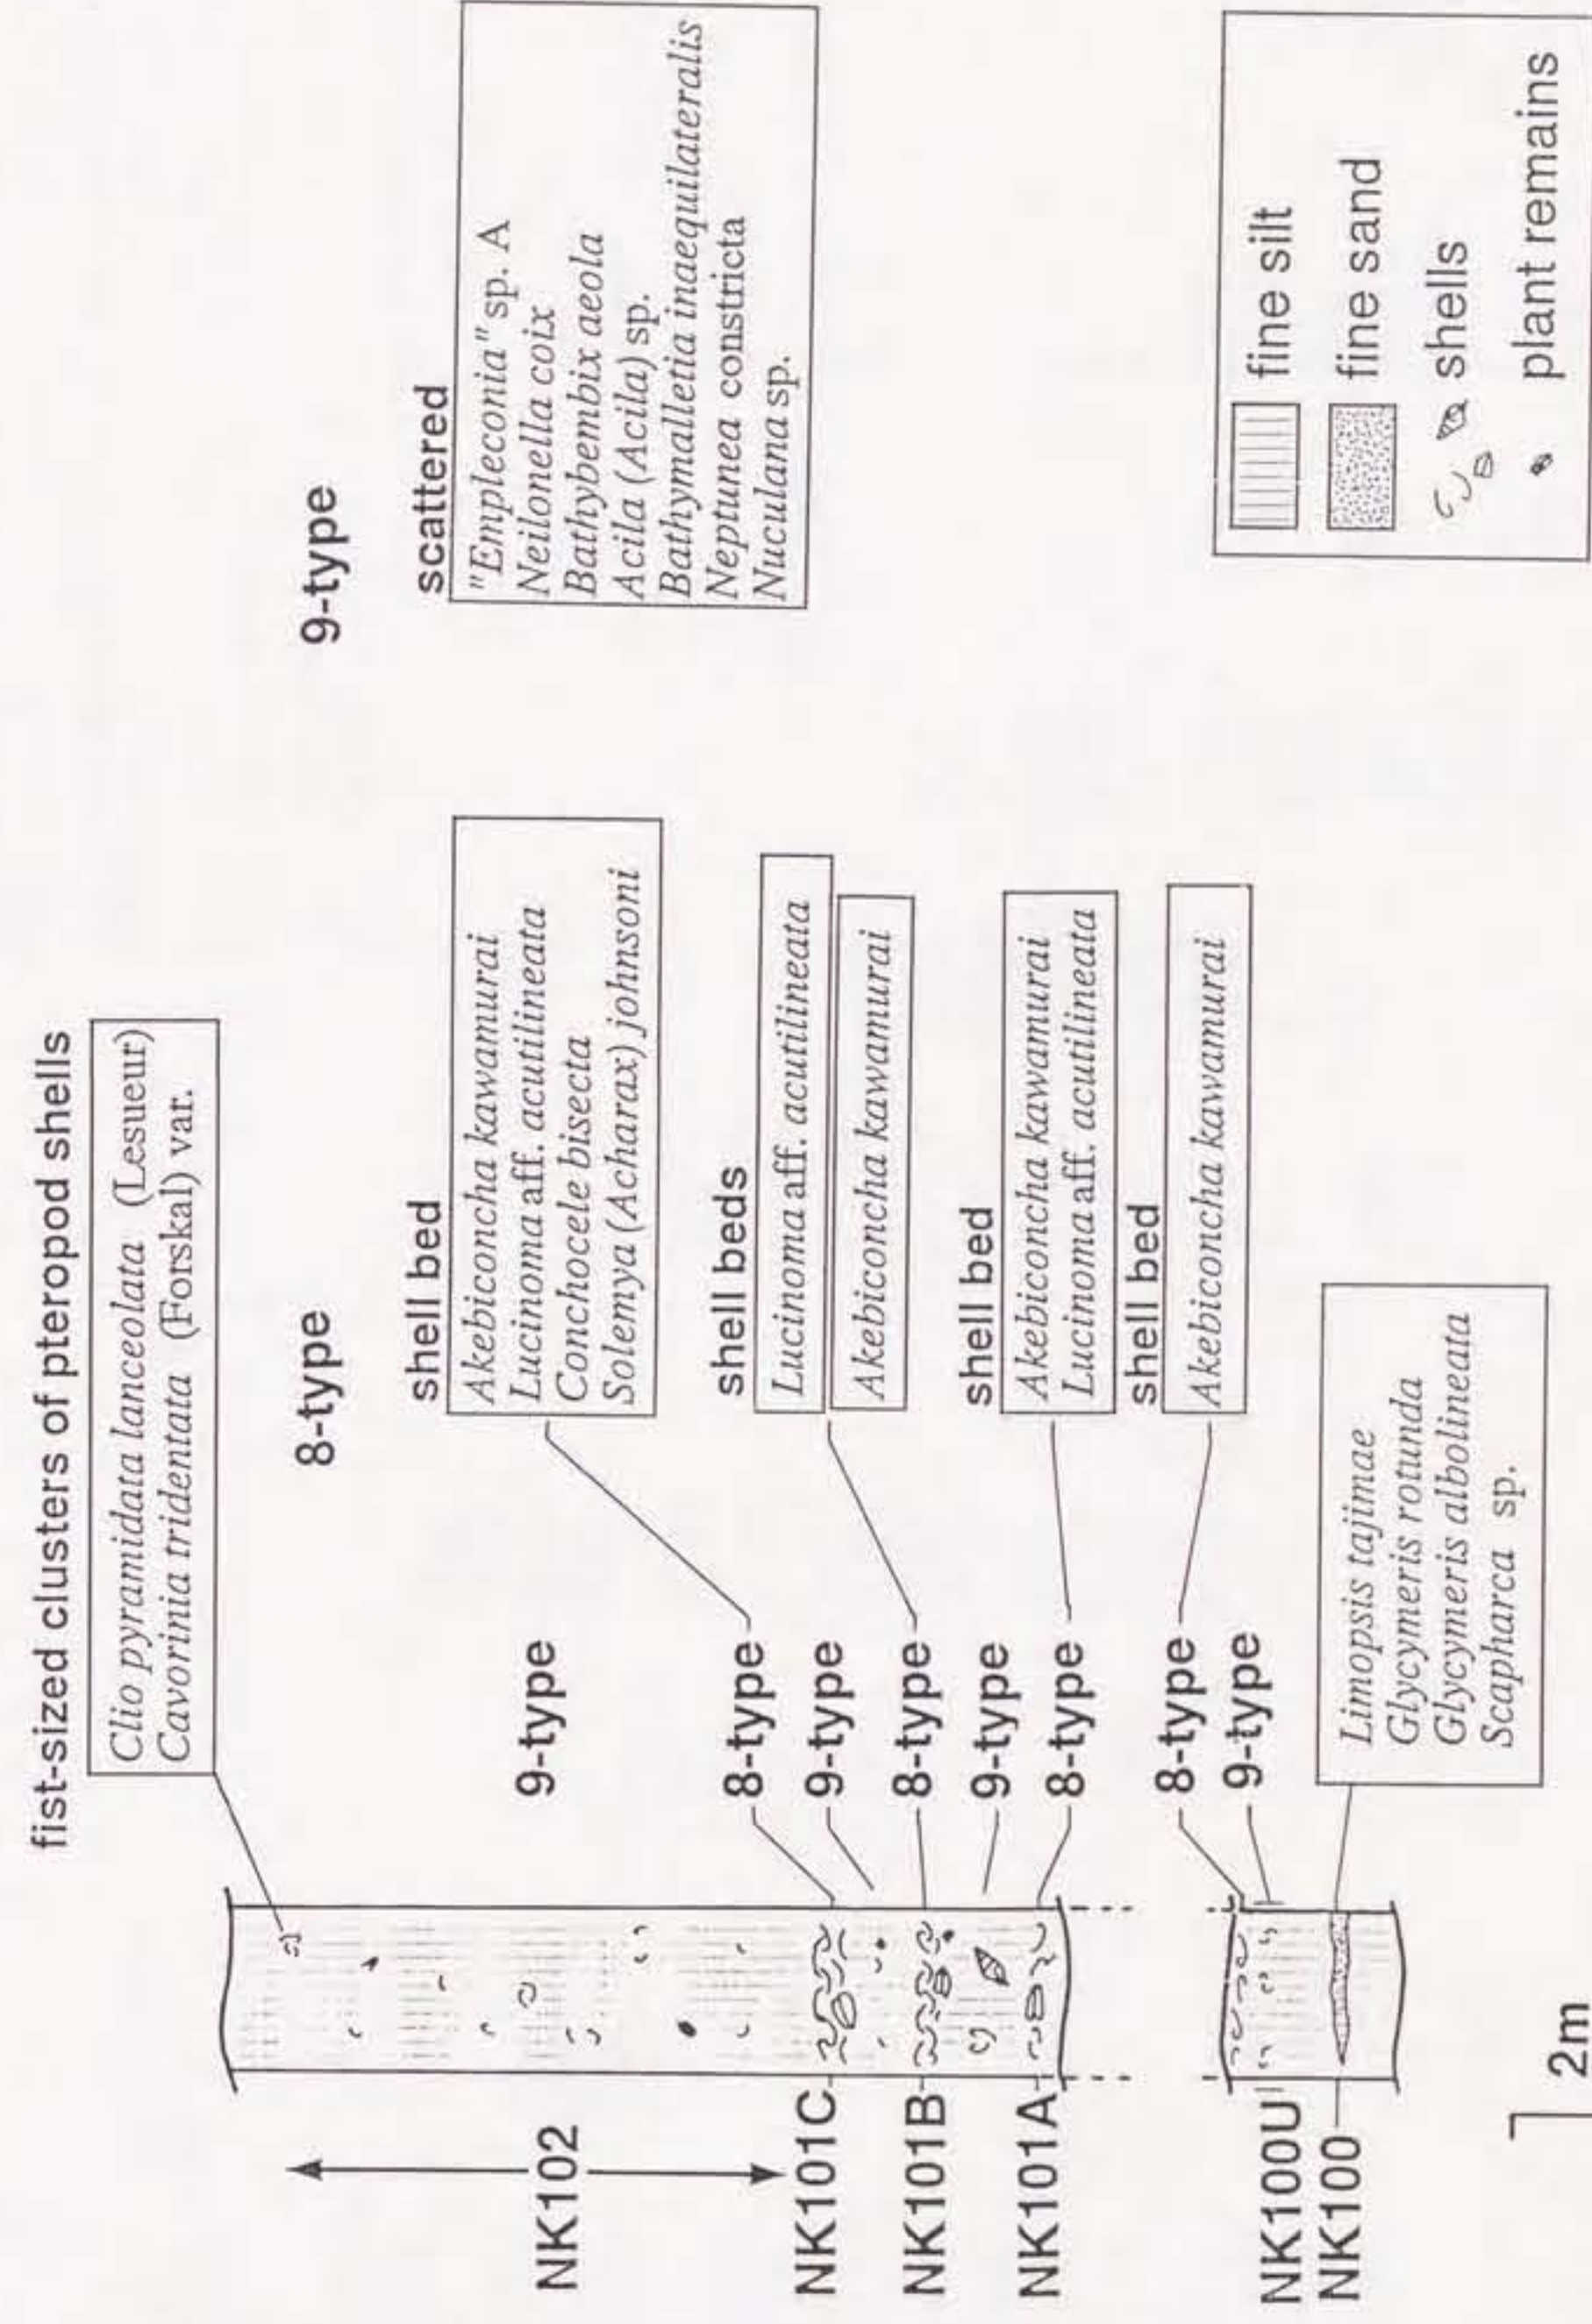 fist-sized clusters of pteropod shells
Clio pyramidata lanceolata (Lesueur)
Cavorinia tridentata (Forskal) var.
8-type
9-type
shell bed
Akebiconcha kawamurai
Lucinoma aff. acutilineata
Conchocele bisecta
Solemya (Acharax) johnsoni
scattered
"Empleconia" sp. A
Neilonella coix
Bathybembix aeola
Acila (Acila) sp.
Bathymalletia inaequilateralis
Neptunea constricta
Nuculana sp.
shell beds
Lucinoma aff. acutilineata
Akebiconcha kawamurai
shell bed
Akebiconcha kawamurai
Lucinoma aff. acutilineata
shell bed
Akebiconcha kawamurai
Limopsis tajimae
Glycymeris rotunda
Glycymeris albolineata
Scapharca sp.
9-type
8-type
9-type
8-type
9-type
8-type
8-type
9-type
NK102
NK101C
NK101B
NK101A
NK100U
NK100
2m
fine silt
fine sand
shells
plant remains